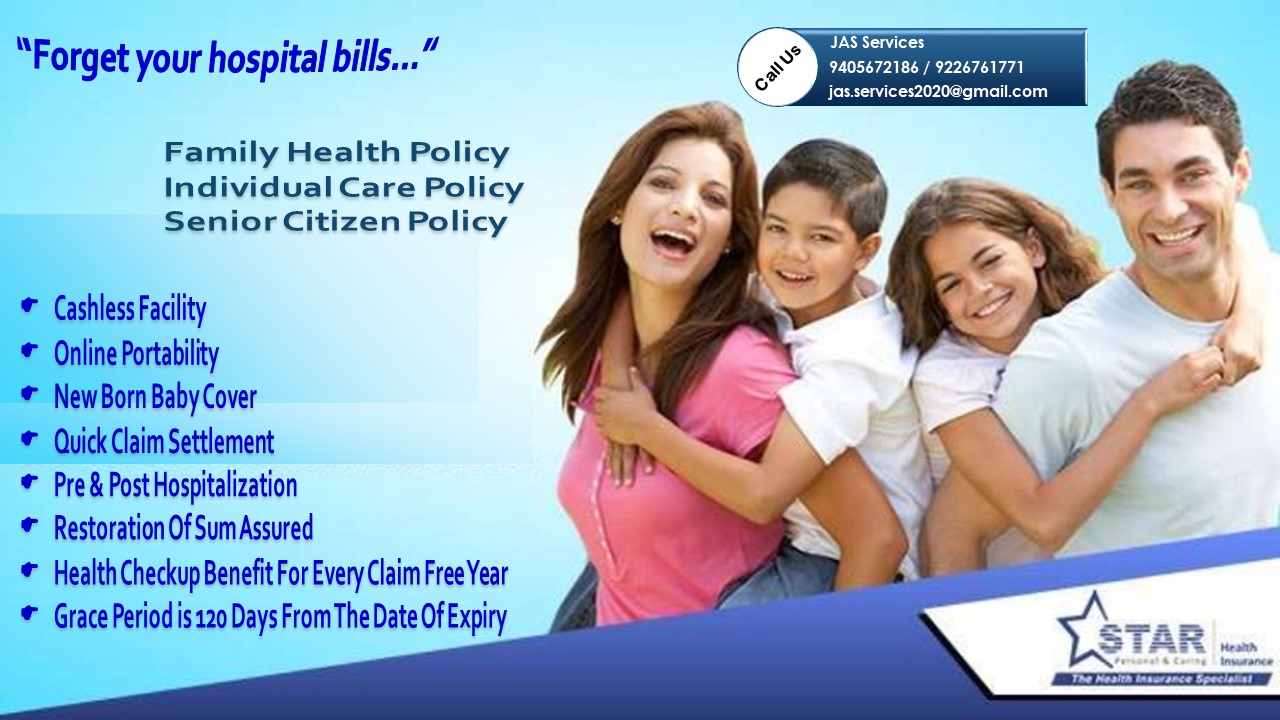 “Forget your hospital bills...“
Call Us
JAS Services
9405672186 / 9226761771
jas.services2020@gmail.com
Family Health Policy
Individual Care Policy
Senior Citizen Policy
Cashless Facility
Online Portability
New Born Baby Cover
Quick Claim Settlement
Pre & Post Hospitalization
Restoration Of Sum Assured
Health Checkup Benefit For Every Claim Free Year
Grace Period is 120 Days From The Date Of Expiry
STAR
Health
Insurance
Personal & Caring
The Health Insurance Specialist